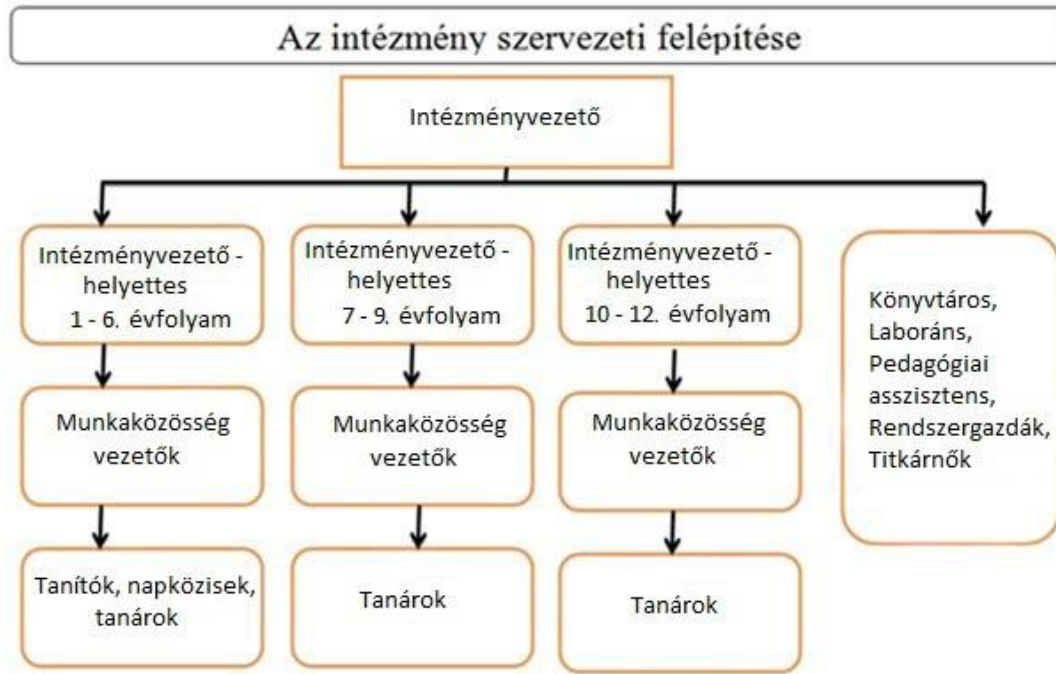 Az intézmény szervezeti felépítése
Intézményvezető
Intézményvezető -
helyettes
1 - 6. évfolyam
Intézményvezető -
helyettes
7 - 9. évfolyam
Intézményvezető -
helyettes
10 - 12. évfolyam
Könyvtáros,
Laboráns,
Pedagógiai
asszisztens,
Rendszergazdák,
Titkárnők
Munkaközösség
vezetők
Munkaközösség
vezetők
Munkaközösség
vezetők
Tanítók, napközisek,
tanárok
Tanárok
Tanárok